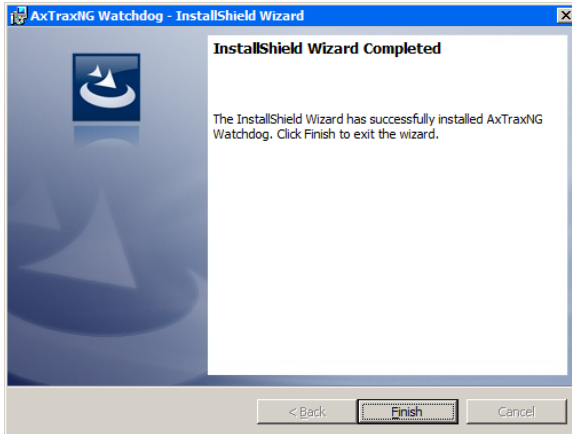 AxTraxNG Watchdog - InstallShield Wizard
InstallShield Wizard Completed
The InstallShield Wizard has successfully installed AxTraxNG
Watchdog. Click Finish to exit the wizard.
< Back
Finish
Cancel